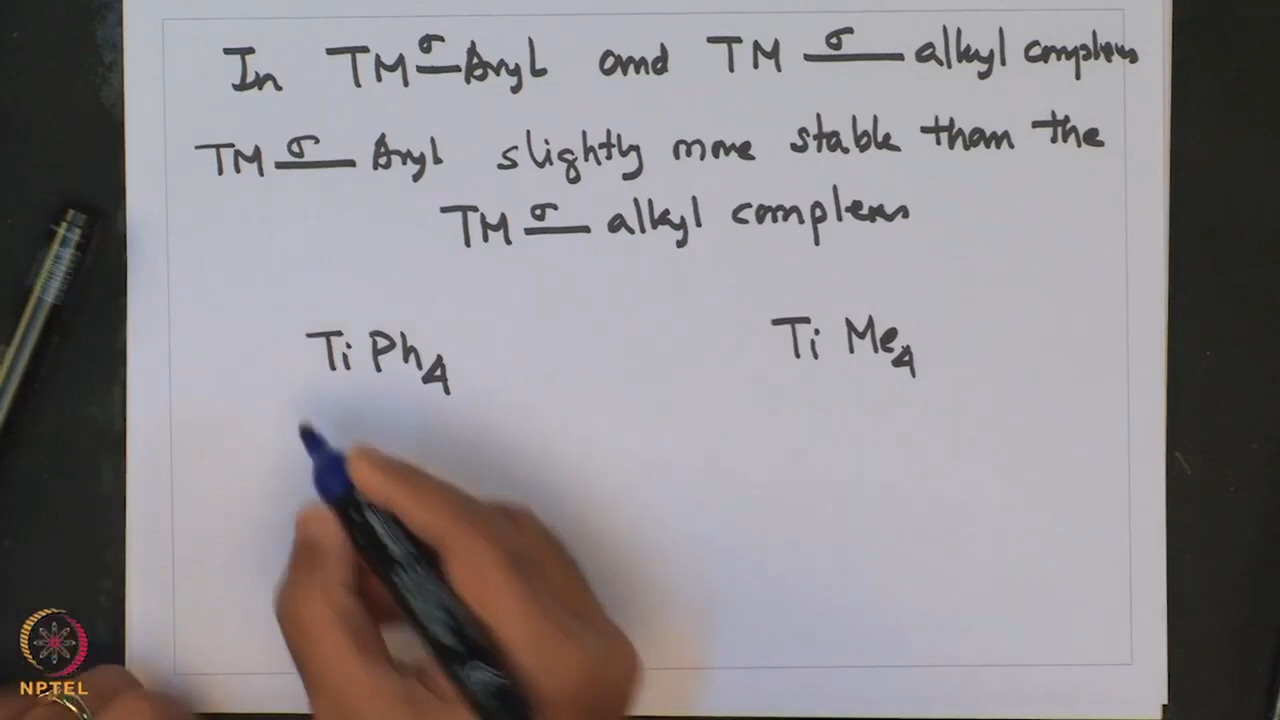 In TM σ Aryl and TM σ alkyl complexes
TM σ Aryl slightly more stable than the
TM σ alkyl complexes
Ti Ph4 Ti Me4
NPTEL